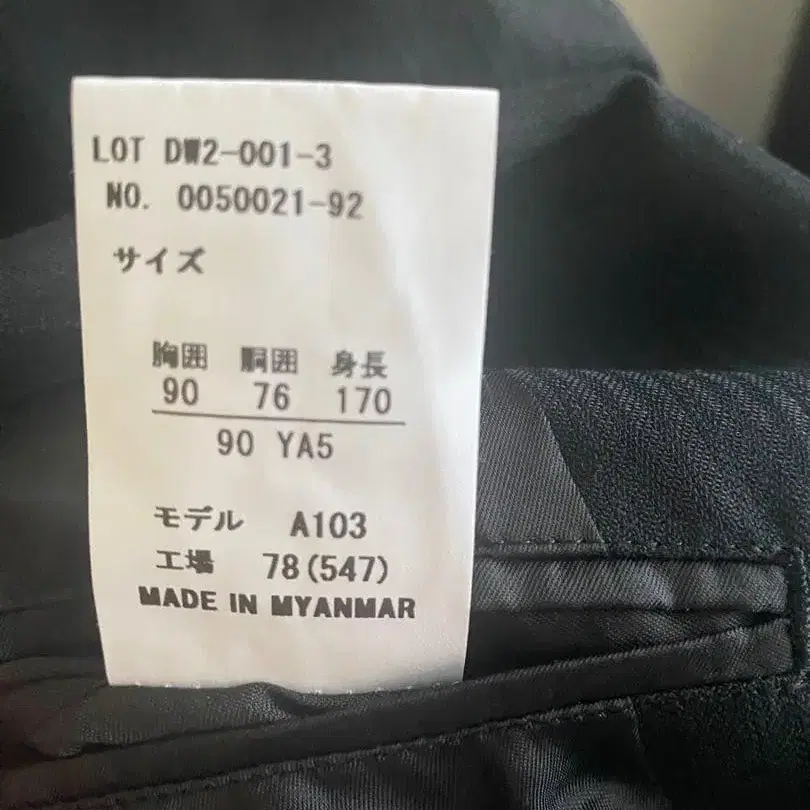 LOT DW2-001-3
NO. 0050021-92
サイズ
胸囲 胴囲 身長
90 76 170
90 YA5
モデル A103
工場 78(547)
MADE IN MYANMAR